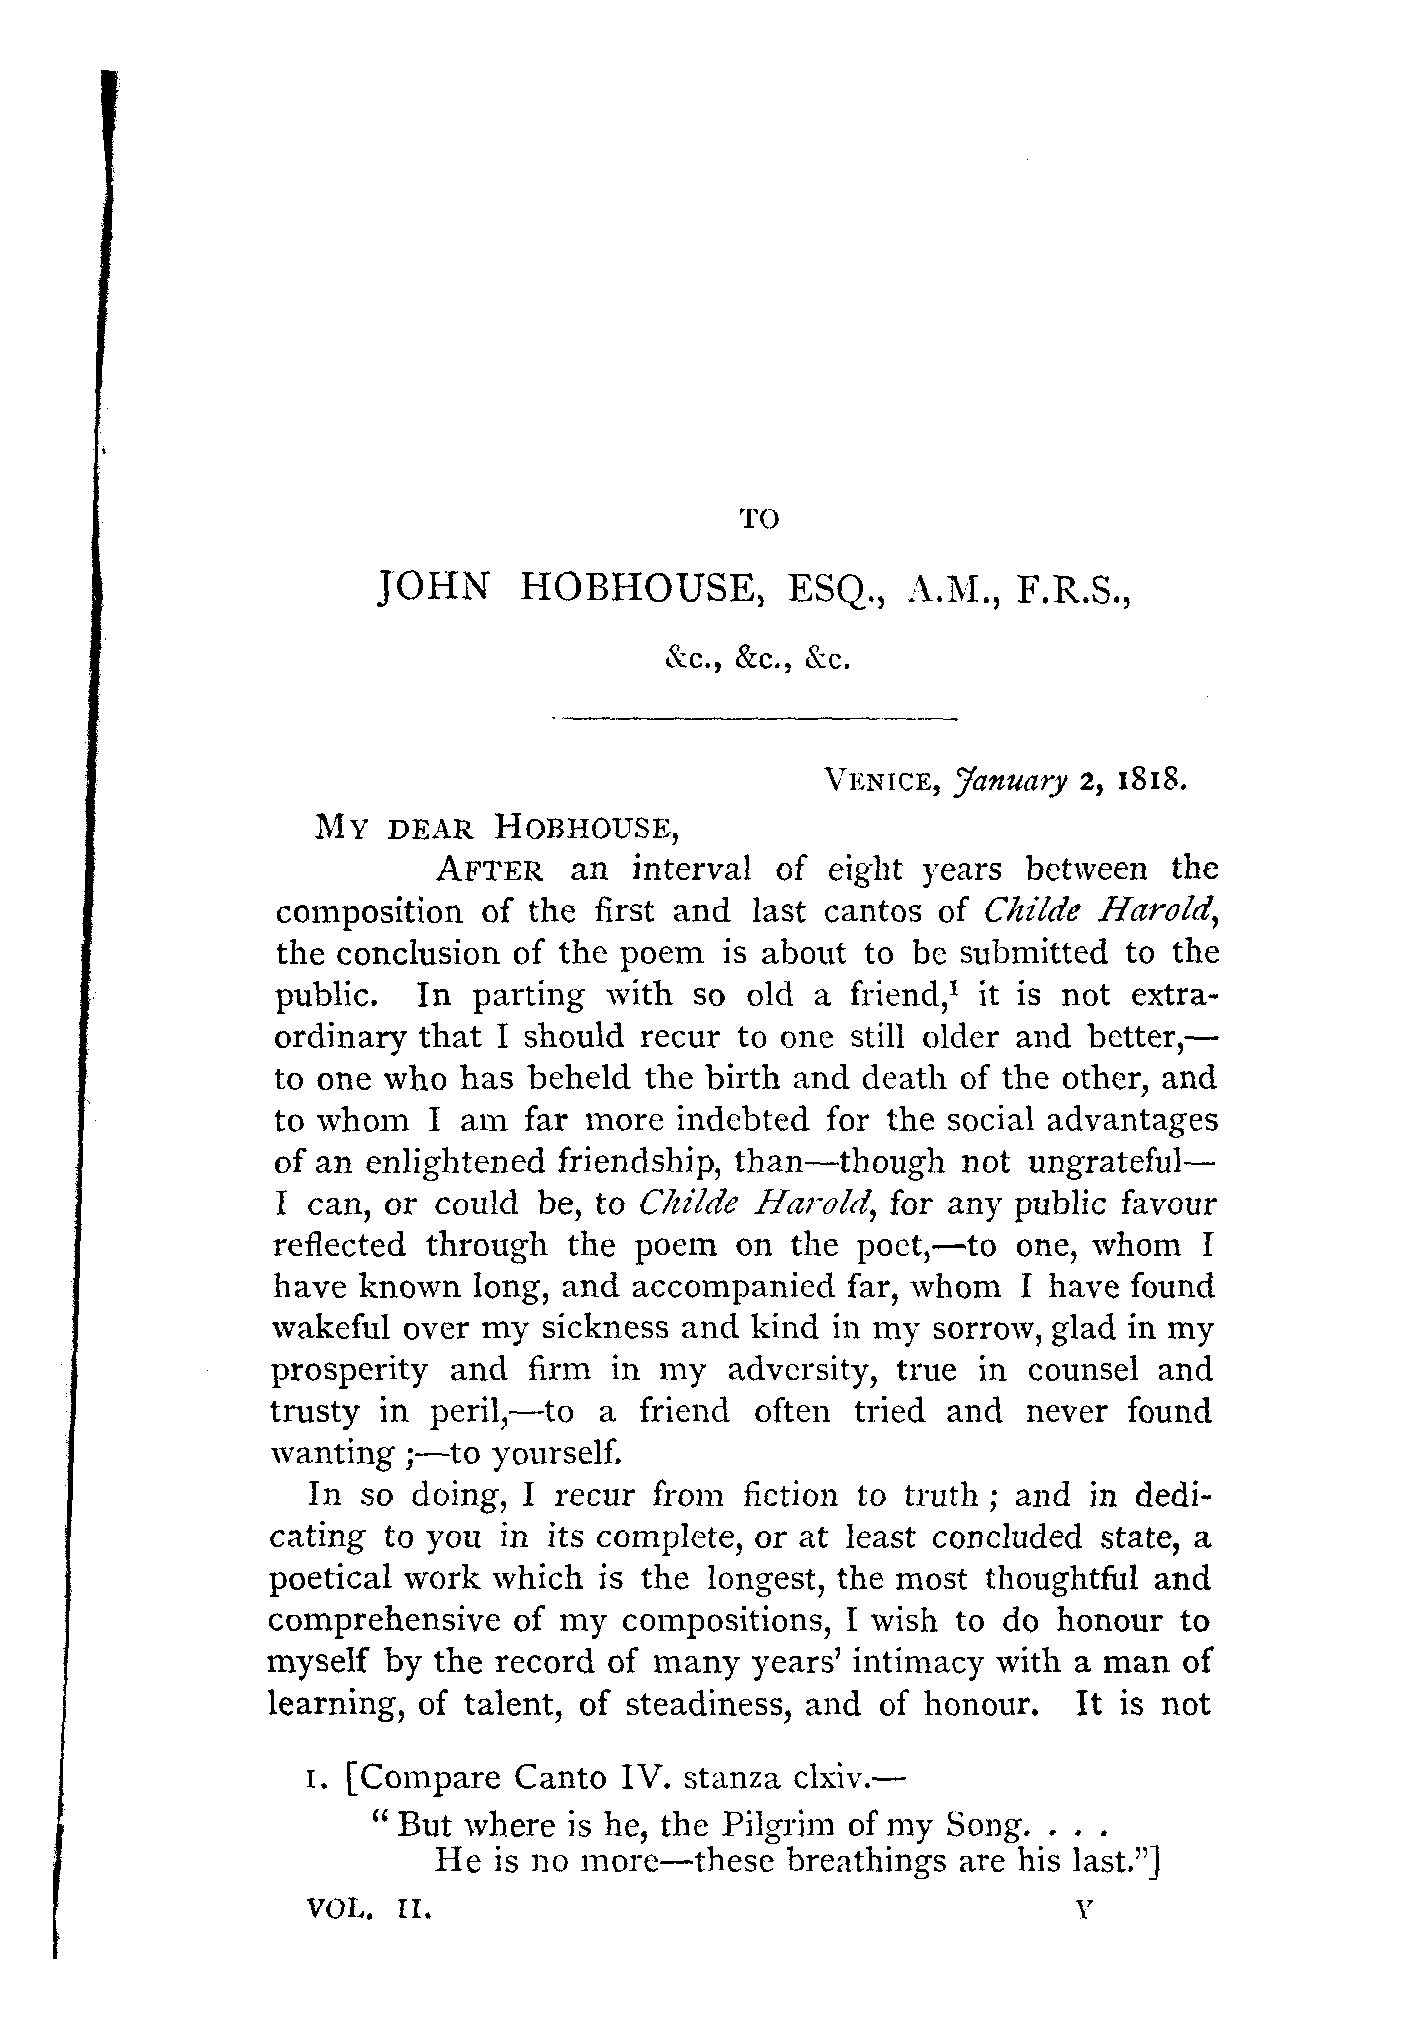 TO
JOHN HOBHOUSE, ESQ., A.M., F.R.S.,
&c., &c., &c.
VENICE, January 2, 1818.
MY DEAR HOBHOUSE,
AFTER an interval of eight years between the
composition of the first and last cantos of Childe Harold,
the conclusion of the poem is about to be submitted to the
public. In parting with so old a friend,¹ it is not extra-
ordinary that I should recur to one still older and better,—
to one who has beheld the birth and death of the other, and
to whom I am far more indebted for the social advantages
of an enlightened friendship, than—though not ungrateful—
I can, or could be, to Childe Harold, for any public favour
reflected through the poem on the poet,—to one, whom I
have known long, and accompanied far, whom I have found
wakeful over my sickness and kind in my sorrow, glad in my
prosperity and firm in my adversity, true in counsel and
trusty in peril,—to a friend often tried and never found
wanting ;—to yourself.
In so doing, I recur from fiction to truth ; and in dedi-
cating to you in its complete, or at least concluded state, a
poetical work which is the longest, the most thoughtful and
comprehensive of my compositions, I wish to do honour to
myself by the record of many years' intimacy with a man of
learning, of talent, of steadiness, and of honour. It is not
1. [Compare Canto IV. stanza clxiv.—
"But where is he, the Pilgrim of my Song. . . .
He is no more—these breathings are his last."]
VOL. II. Y